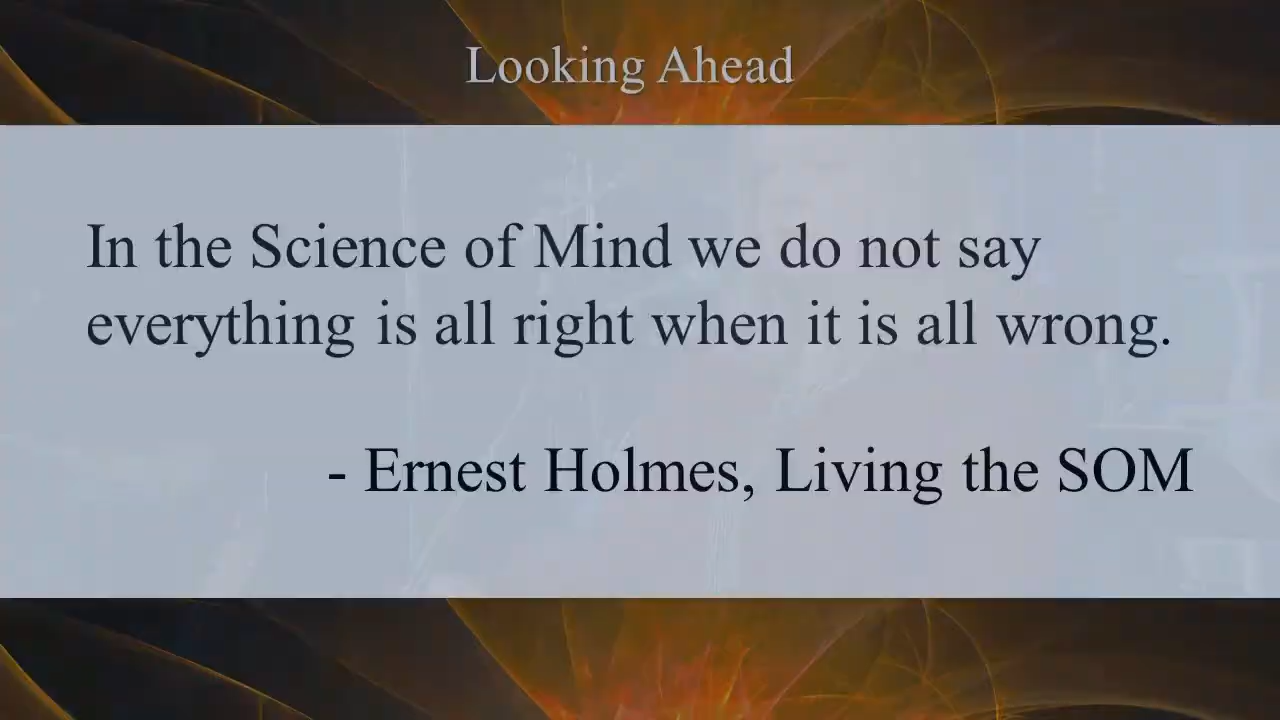 Looking Ahead
In the Science of Mind we do not say
everything is all right when it is all wrong.
- Ernest Holmes, Living the SOM